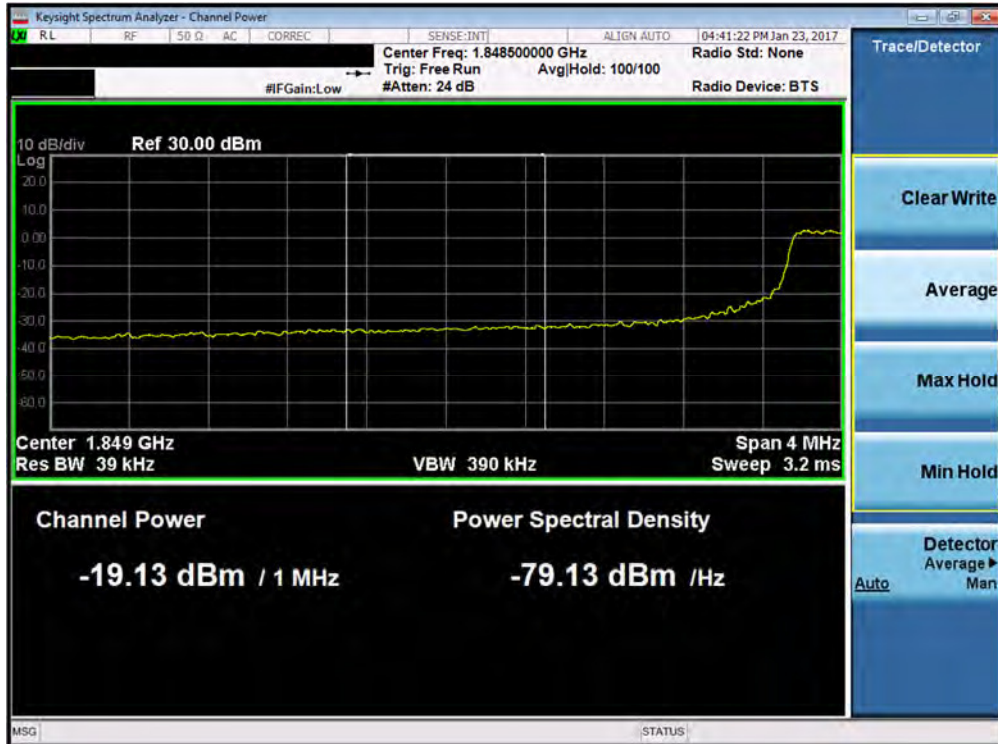 Keysight Spectrum Analyzer - Channel Power
LXI RL RF 50 Ω AC CORREC SENSE:INT ALIGN AUTO 04:41:22 PM Jan 23, 2017
Center Freq: 1.848500000 GHz Radio Std: None
Trig: Free Run Avg|Hold: 100/100
#IFGain:Low #Atten: 24 dB Radio Device: BTS
10 dB/div Ref 30.00 dBm
Log
20.0
10.0
0.00
-10.0
-20.0
-30.0
-40.0
-50.0
-60.0
Center 1.849 GHz Span 4 MHz
Res BW 39 kHz VBW 390 kHz Sweep 3.2 ms
Channel Power Power Spectral Density
-19.13 dBm / 1 MHz -79.13 dBm /Hz
Trace/Detector
Clear Write
Average
Max Hold
Min Hold
Detector
Average
Auto Man
MSG STATUS